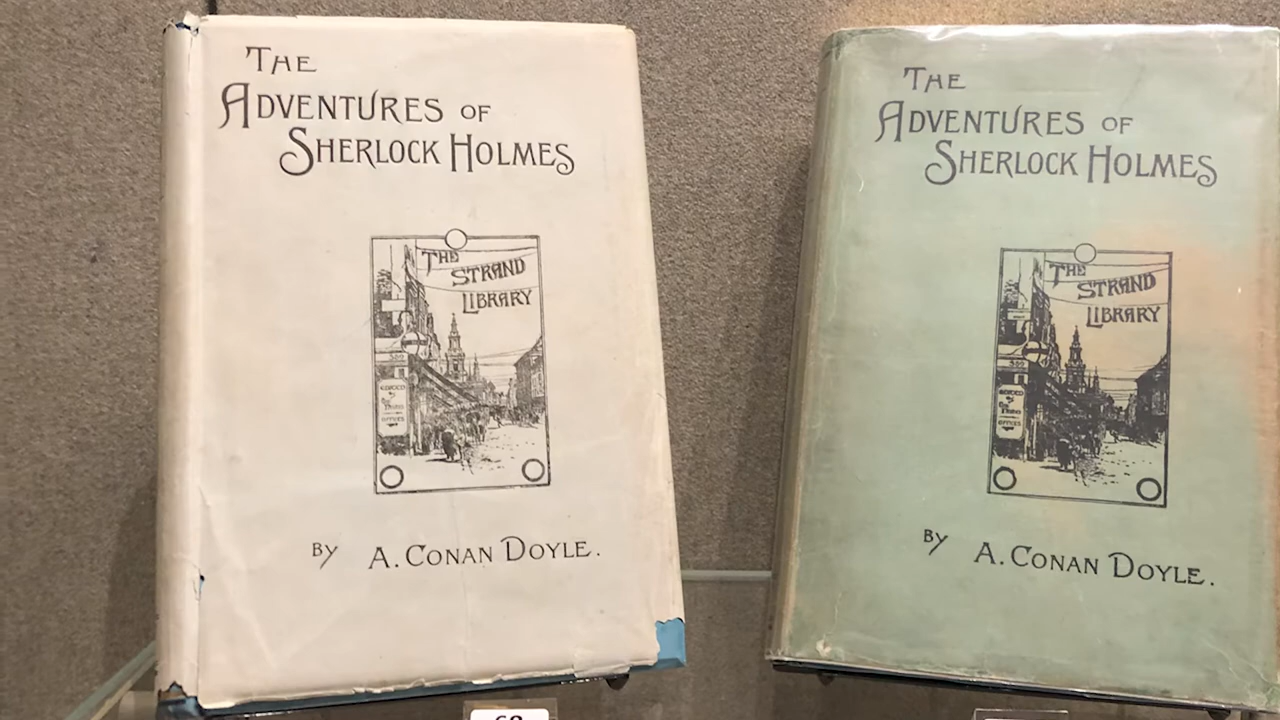 THE
ADVENTURES OF
SHERLOCK HOLMES
THE
STRAND
LIBRARY
BY A. CONAN DOYLE.
THE
ADVENTURES OF
SHERLOCK HOLMES
THE
STRAND
LIBRARY
BY A. CONAN DOYLE.